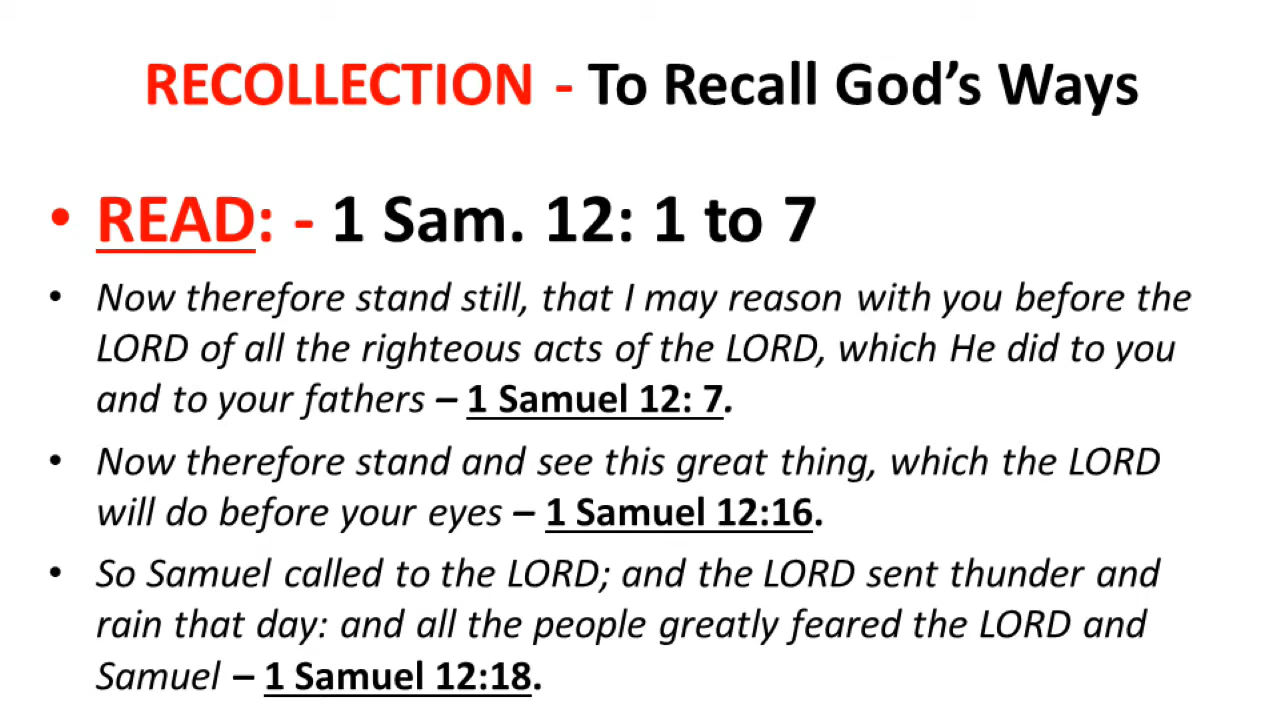 RECOLLECTION - To Recall God’s Ways
• READ: - 1 Sam. 12: 1 to 7
• Now therefore stand still, that I may reason with you before the
LORD of all the righteous acts of the LORD, which He did to you
and to your fathers – 1 Samuel 12: 7.
• Now therefore stand and see this great thing, which the LORD
will do before your eyes – 1 Samuel 12:16.
• So Samuel called to the LORD; and the LORD sent thunder and
rain that day: and all the people greatly feared the LORD and
Samuel – 1 Samuel 12:18.